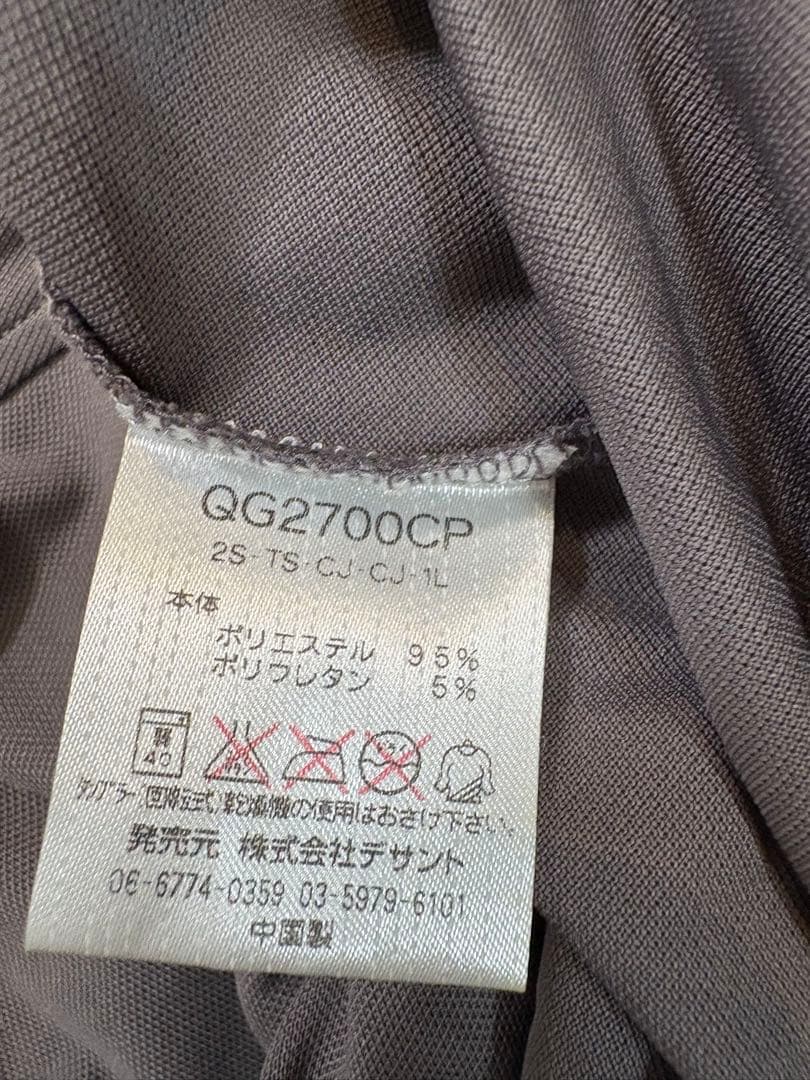 QG2700CP
2S-TS-CJ-CJ-1L
本体
ポリエステル 95%
ポリウレタン 5%
弱
40
タンブラー(回転式)乾燥機の使用はおさけ下さい。
発売元 株式会社デサント
06-6774-0359 03-5979-6101
中国製